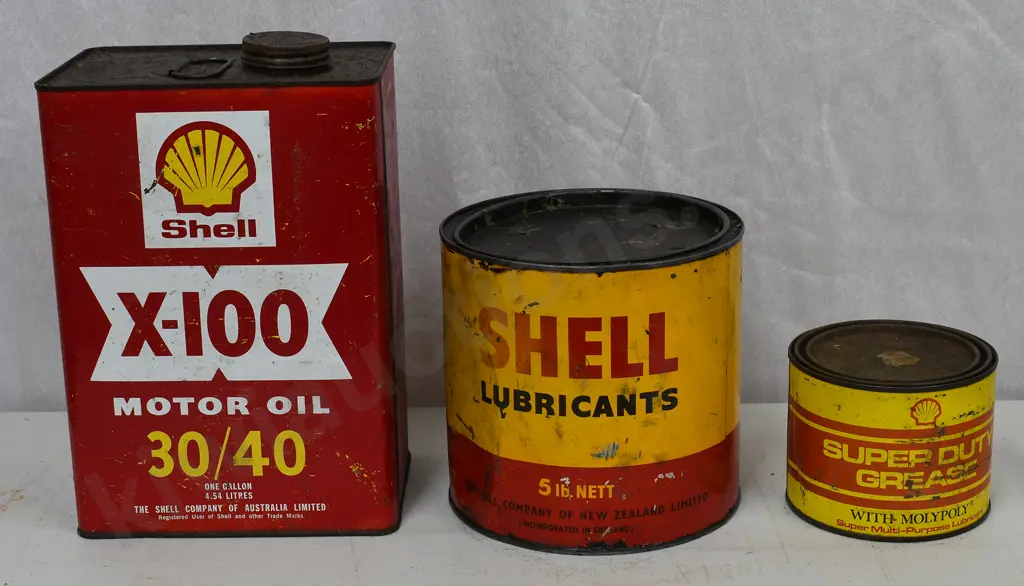 Shell
X-100
MOTOR OIL
30/40
ONE GALLON
4.54 LITRES
THE SHELL COMPANY OF AUSTRALIA LIMITED
Registered User of Shell and other Trade Marks.
SHELL
LUBRICANTS
5 lb. NETT
SHELL COMPANY OF NEW ZEALAND LIMITED
(INCORPORATED IN ENGLAND)
SUPER DUTY
GREASE
WITH MOLYPOLY
Super Multi-Purpose